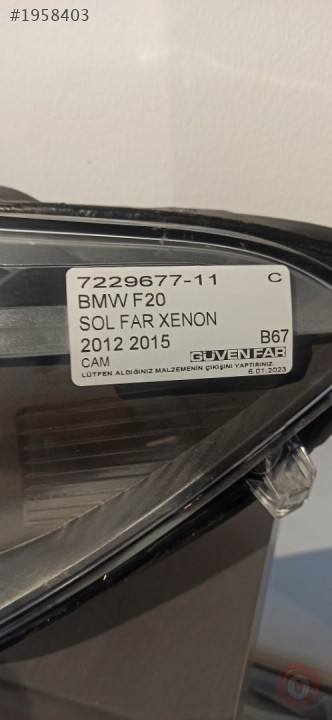 #1958403
7229677-11 C
BMW F20
SOL FAR XENON
2012 2015 B67
CAM GÜVEN FAR
LÜTFEN ALDIĞINIZ MALZEMENİN ÇIKIŞINI YAPTIRINIZ.
6.01.2023